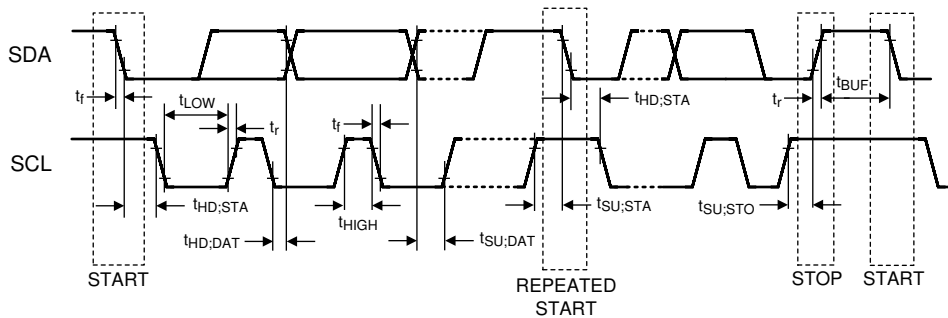 SDA
t_f
t_LOW
t_r
t_f
t_HD;STA
t_r
t_BUF
SCL
t_HD;STA
t_HD;DAT
t_HIGH
t_SU;DAT
t_SU;STA
t_SU;STO
START
REPEATED
START
STOP
START